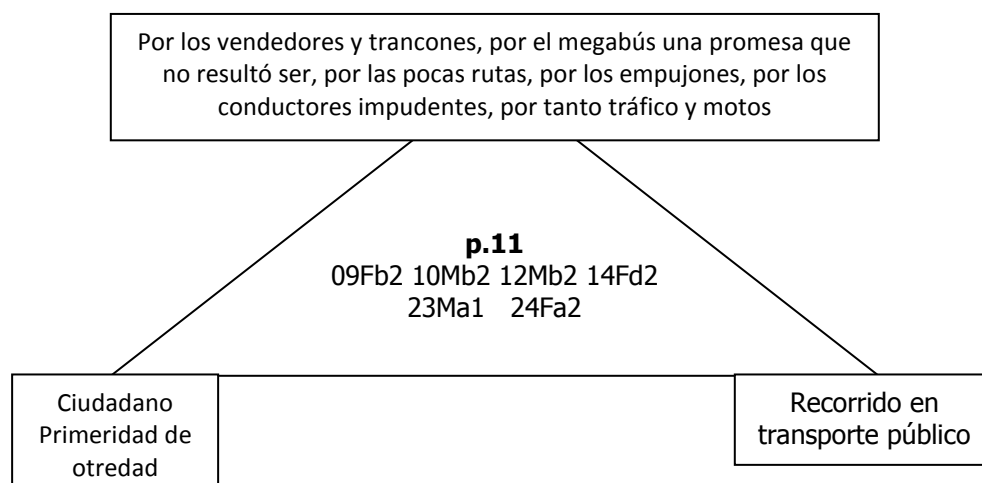 Por los vendedores y trancones, por el megabús una promesa que
no resultó ser, por las pocas rutas, por los empujones, por los
conductores impudentes, por tanto tráfico y motos
p.11
09Fb2 10Mb2 12Mb2 14Fd2
23Ma1 24Fa2
Ciudadano
Primeridad de
otredad
Recorrido en
transporte público